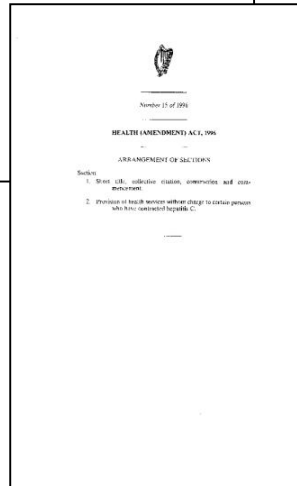 Number 15 of 1996
HEALTH (AMENDMENT) ACT, 1996
ARRANGEMENT OF SECTIONS
Section
1. Short title, collective citation, construction and com-
mencement.
2. Provision of health services without charge to certain persons
who have contracted hepatitis C.